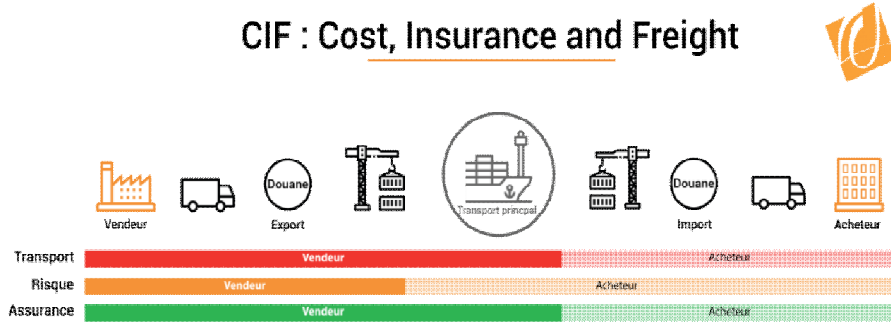 CIF : Cost, Insurance and Freight
Douane
Douane
Transport princpal
Vendeur
Export
Import
Acheteur
Transport
Vendeur
Acheteur
Risque
Vendeur
Acheteur
Assurance
Vendeur
Acheteur